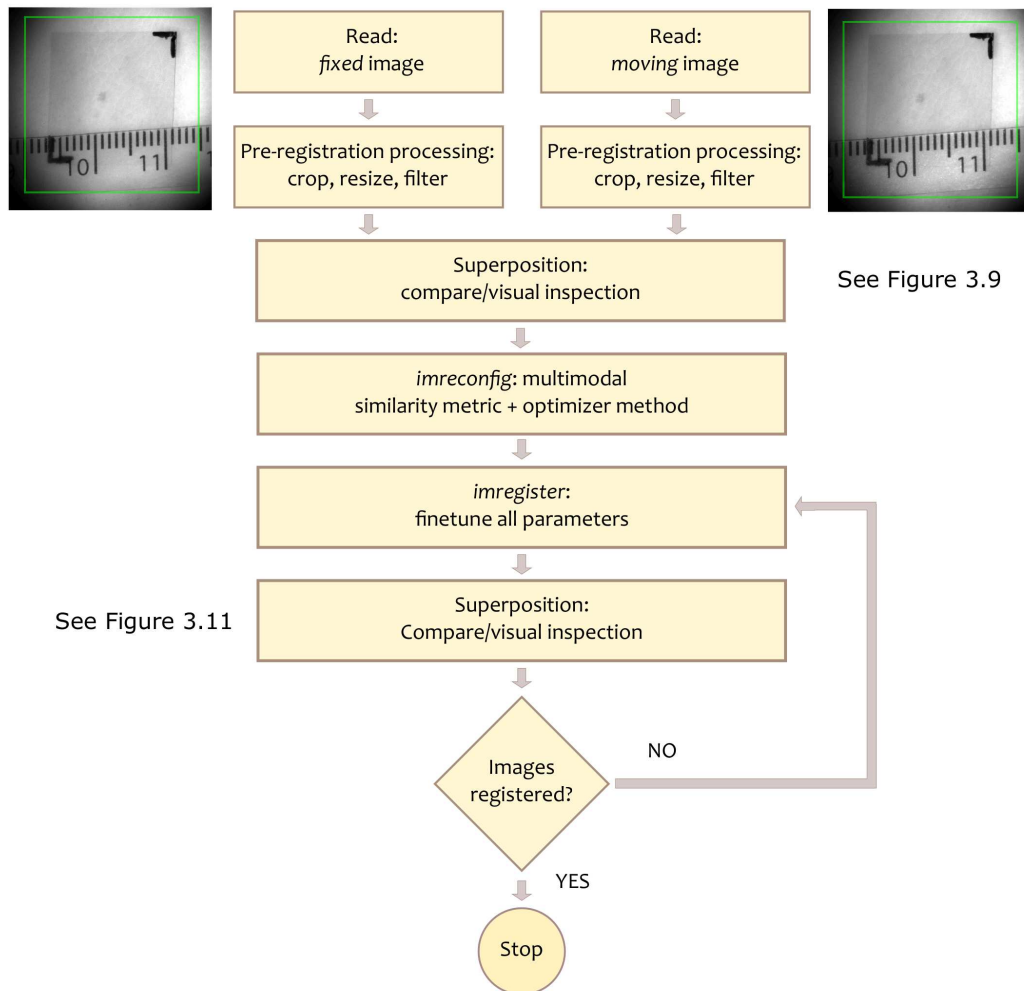 Read:
fixed image
Read:
moving image
Pre-registration processing:
crop, resize, filter
Pre-registration processing:
crop, resize, filter
10
11
10
11
Superposition:
compare/visual inspection
See Figure 3.9
imreconfig: multimodal
similarity metric + optimizer method
imregister:
finetune all parameters
Superposition:
Compare/visual inspection
See Figure 3.11
Images
registered?
NO
YES
Stop